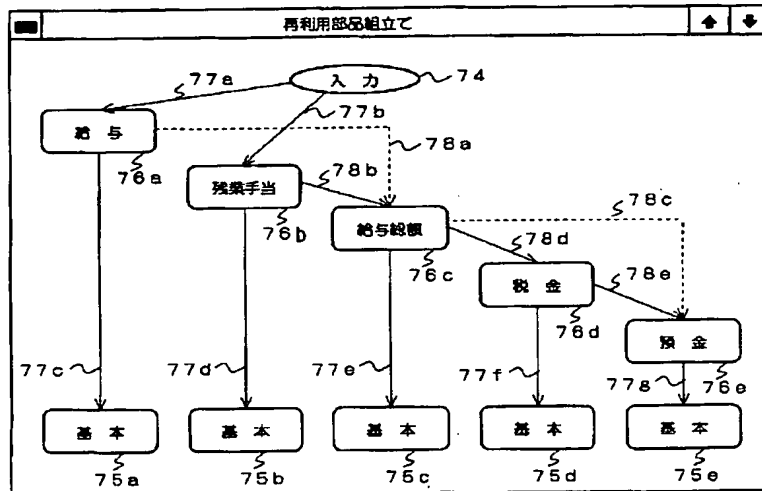 再利用部品組立て
入力
74
77a
77b
給与
76a
78a
残業手当
76b
78b
給与総額
76c
78c
78d
税金
76d
78e
預金
76e
77c
77d
77e
77f
77g
基本
基本
基本
基本
基本
75a
75b
75c
75d
75e